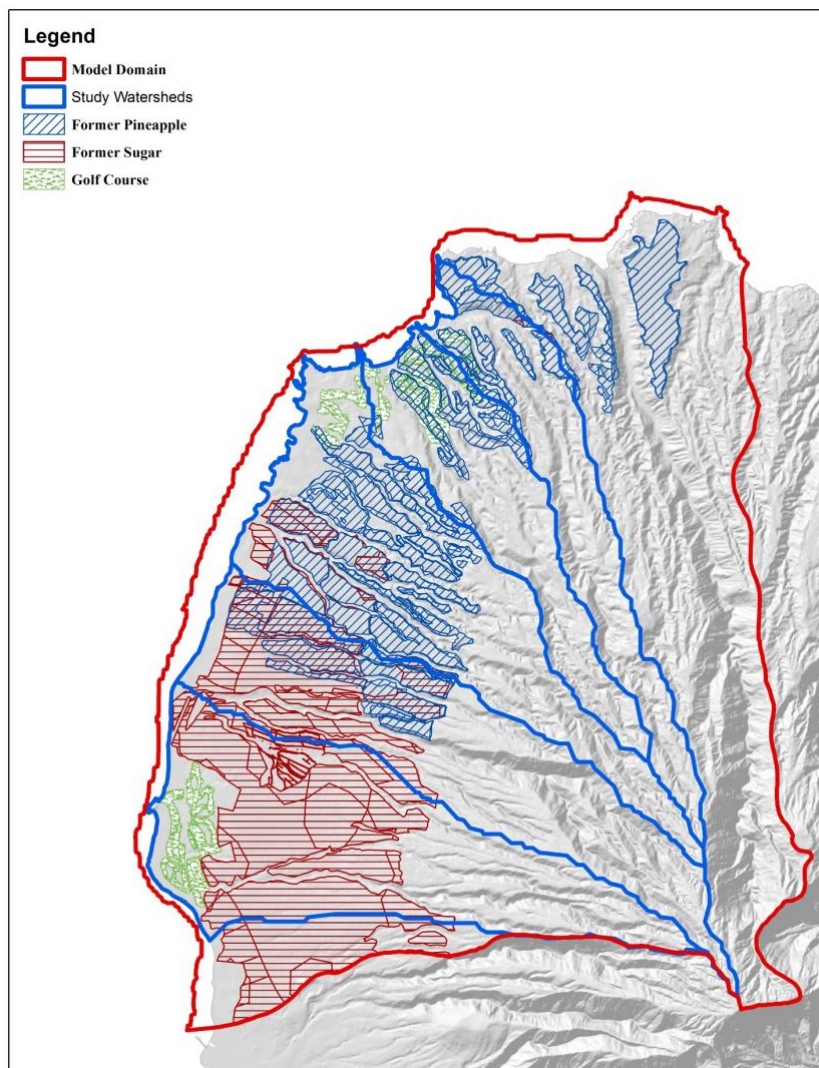 Legend
Model Domain
Study Watersheds
Former Pineapple
Former Sugar
Golf Course